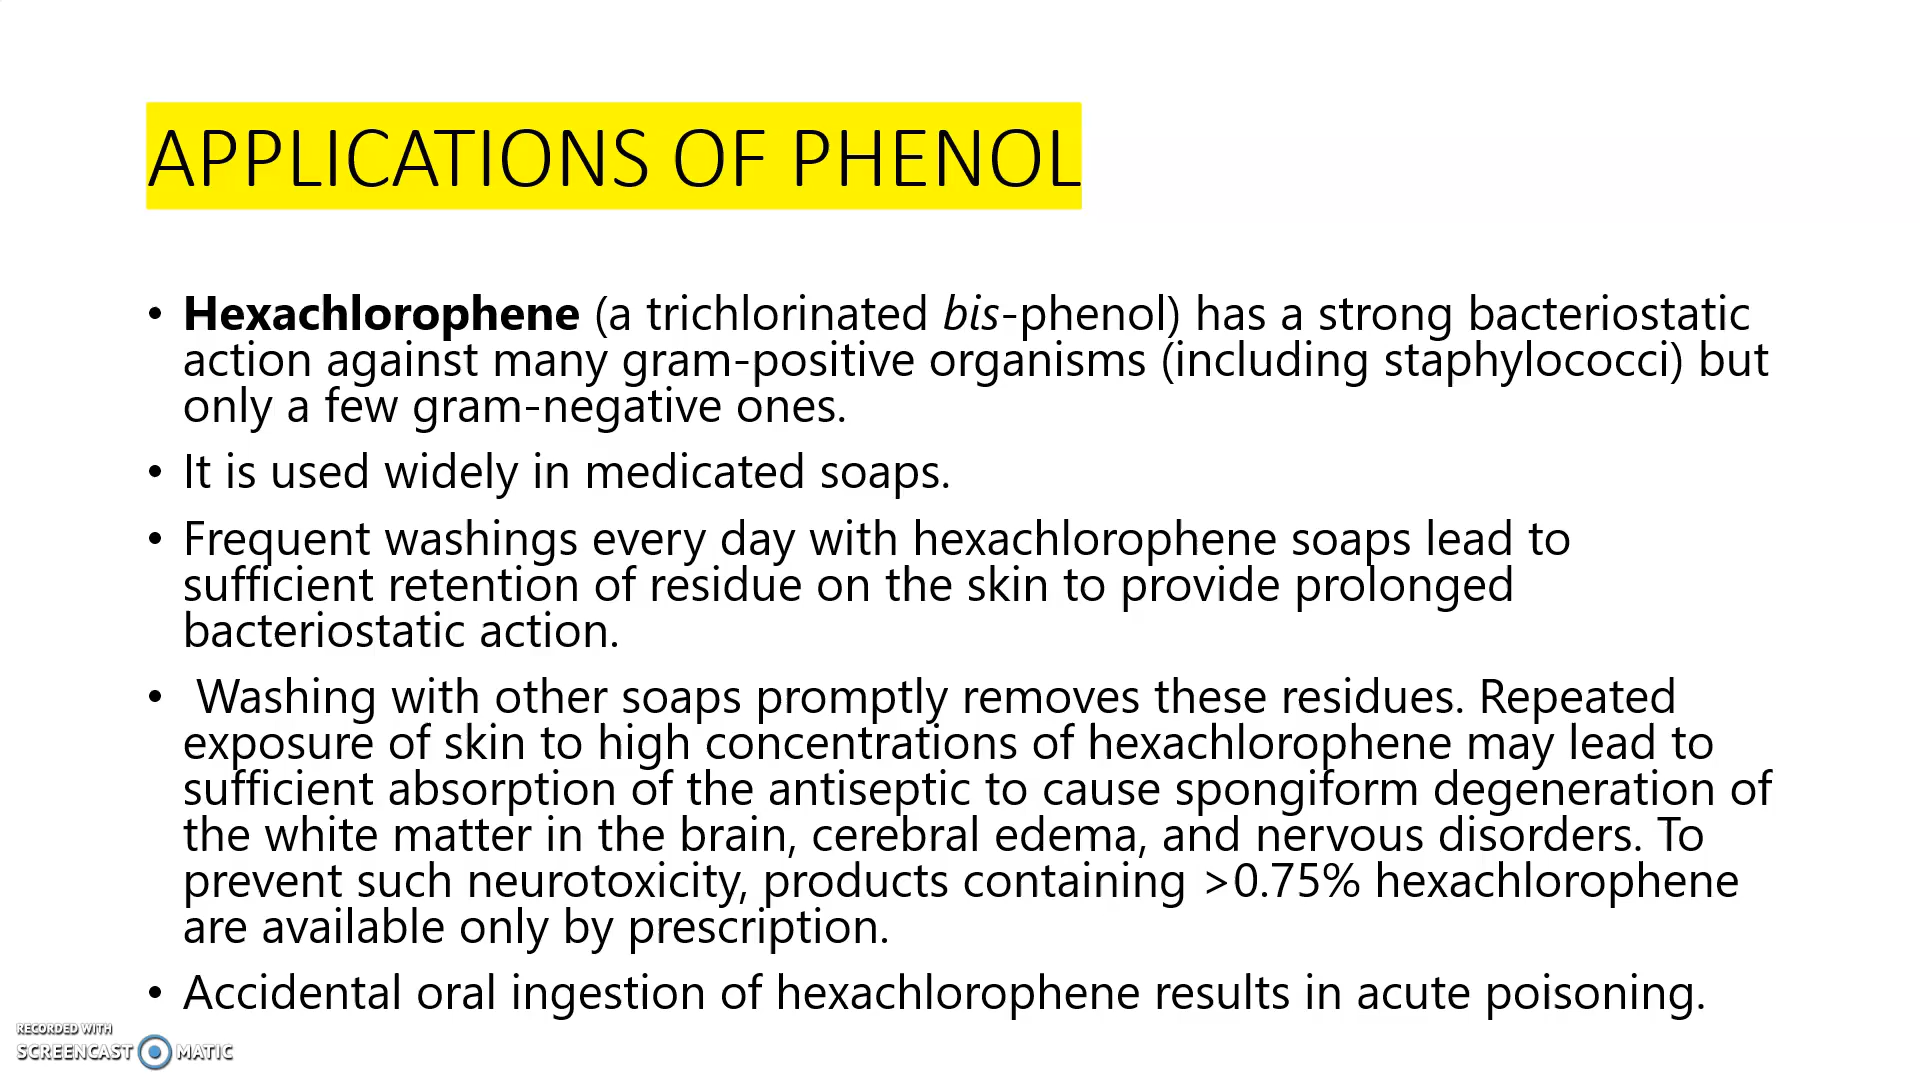 APPLICATIONS OF PHENOL
• Hexachlorophene (a trichlorinated bis-phenol) has a strong bacteriostatic
action against many gram-positive organisms (including staphylococci) but
only a few gram-negative ones.
• It is used widely in medicated soaps.
• Frequent washings every day with hexachlorophene soaps lead to
sufficient retention of residue on the skin to provide prolonged
bacteriostatic action.
• Washing with other soaps promptly removes these residues. Repeated
exposure of skin to high concentrations of hexachlorophene may lead to
sufficient absorption of the antiseptic to cause spongiform degeneration of
the white matter in the brain, cerebral edema, and nervous disorders. To
prevent such neurotoxicity, products containing >0.75% hexachlorophene
are available only by prescription.
• Accidental oral ingestion of hexachlorophene results in acute poisoning.
RECORDED WITH
SCREENCAST MATIC